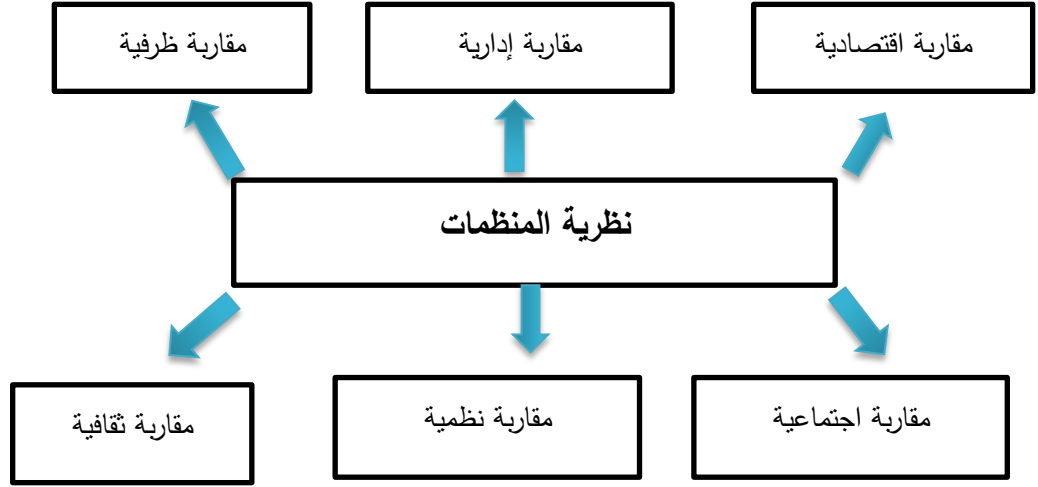 مقاربة اقتصادية
مقاربة إدارية
مقاربة ظرفية
نظرية المنظمات
مقاربة اجتماعية
مقاربة نظمية
مقاربة ثقافية